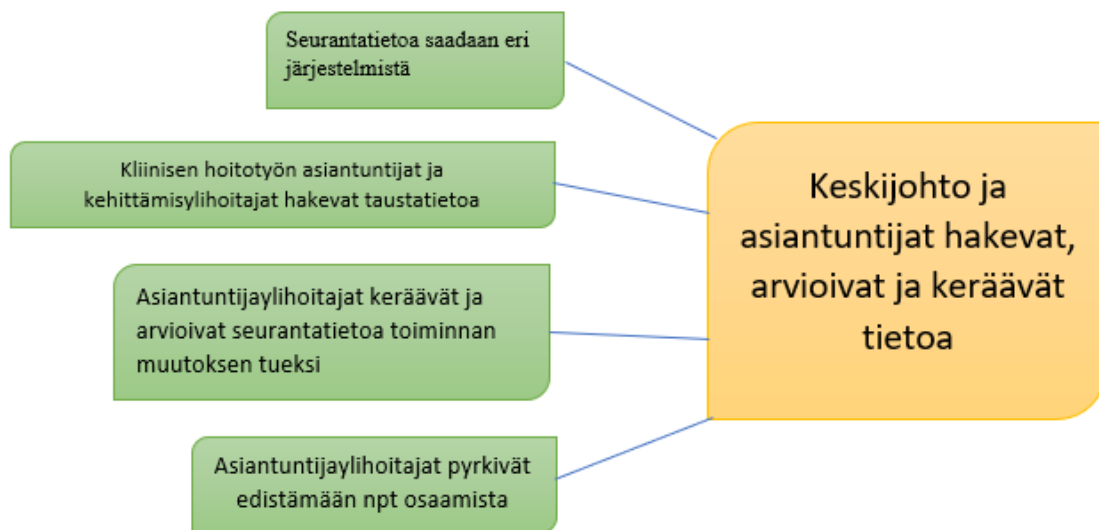 Seurantatietoa saadaan eri
järjestelmistä
Kliinisen hoitotyön asiantuntijat ja
kehittämisylihoitajat hakevat taustatietoa
Asiantuntijaylihoitajat keräävät ja
arvioivat seurantatietoa toiminnan
muutoksen tueksi
Asiantuntijaylihoitajat pyrkivät
edistämään npt osaamista
Keskijohto ja
asiantuntijat hakevat,
arvioivat ja keräävät
tietoa